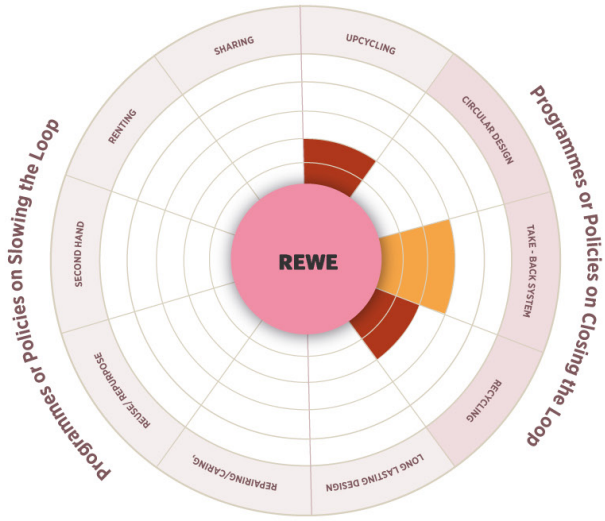 Programmes or Policies on Slowing the Loop
Programmes or Policies on Closing the Loop
SHARING
UPCYCLING
CIRCULAR DESIGN
TAKE - BACK SYSTEM
RECYCLING
LONG LASTING DESIGN
REPAIRING/CARING,
REUSE/ REPURPOSE
SECOND HAND
RENTING
REWE